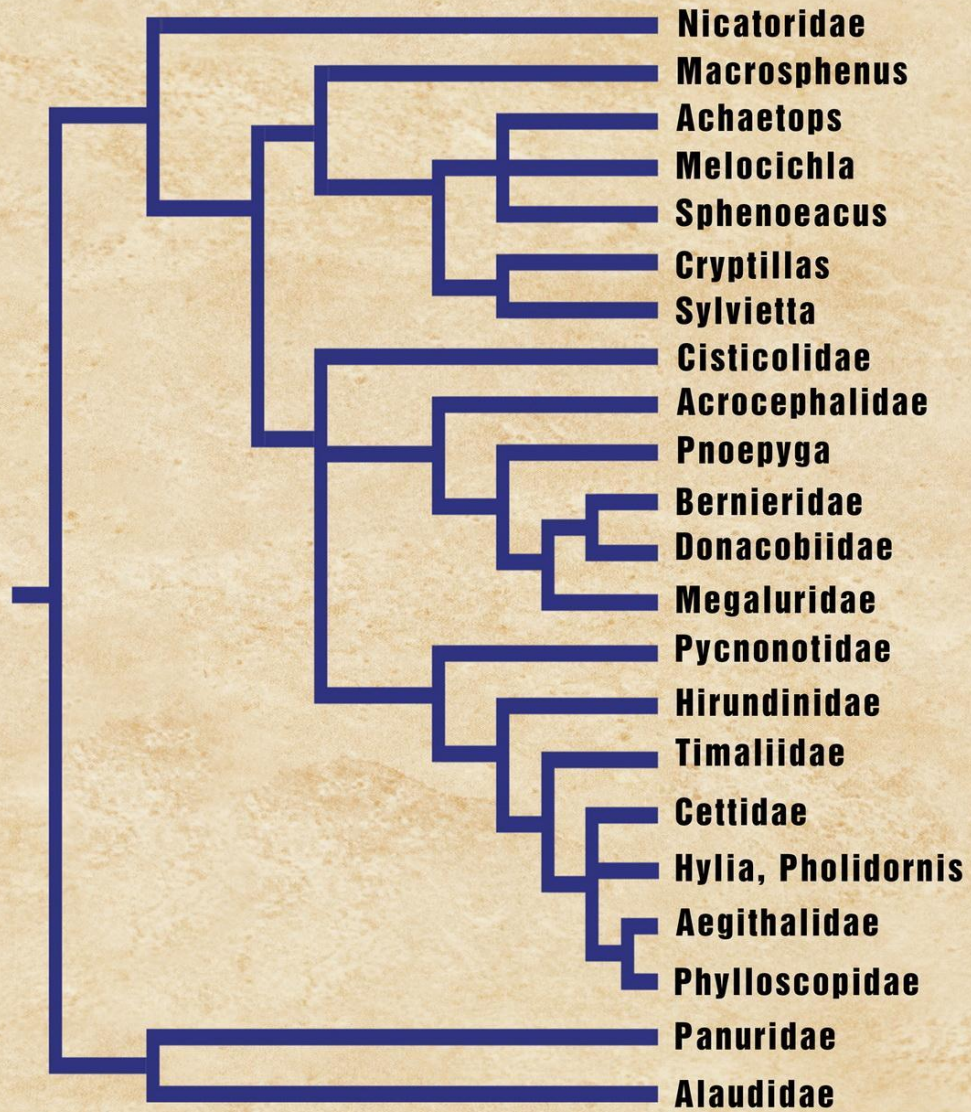 Nicatoridae
Macrosphenus
Achaetops
Melocichla
Sphenoeacus
Cryptillas
Sylvietta
Cisticolidae
Acrocephalidae
Pnoepyga
Bernieridae
Donacobiidae
Megaluridae
Pycnonotidae
Hirundinidae
Timaliidae
Cettidae
Hylia, Pholidornis
Aegithalidae
Phylloscopidae
Panuridae
Alaudidae